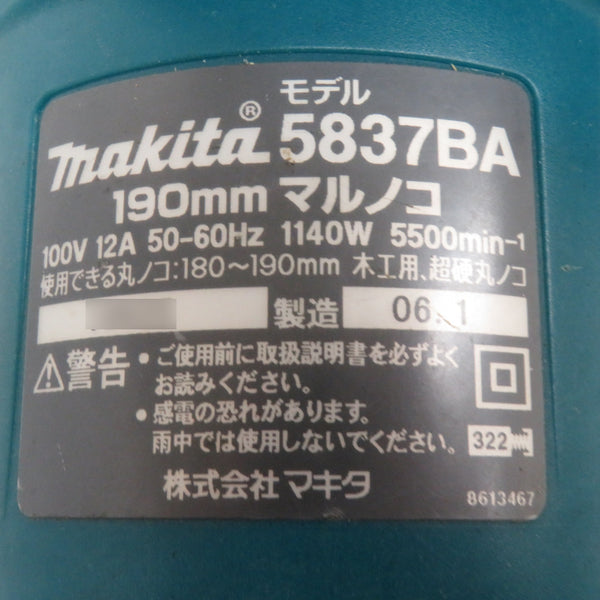 モデル
makita® 5837BA
190mm マルノコ
100V 12A 50-60Hz 1140W 5500min-1
使用できる丸ノコ:180～190mm 木工用、超硬丸ノコ
製造 06. 1
⚠警告 • ご使用前に取扱説明書を必ずよく
お読みください。
• 感電の恐れがあります。
雨中では使用しないでください。
322
株式会社 マキタ
8613467